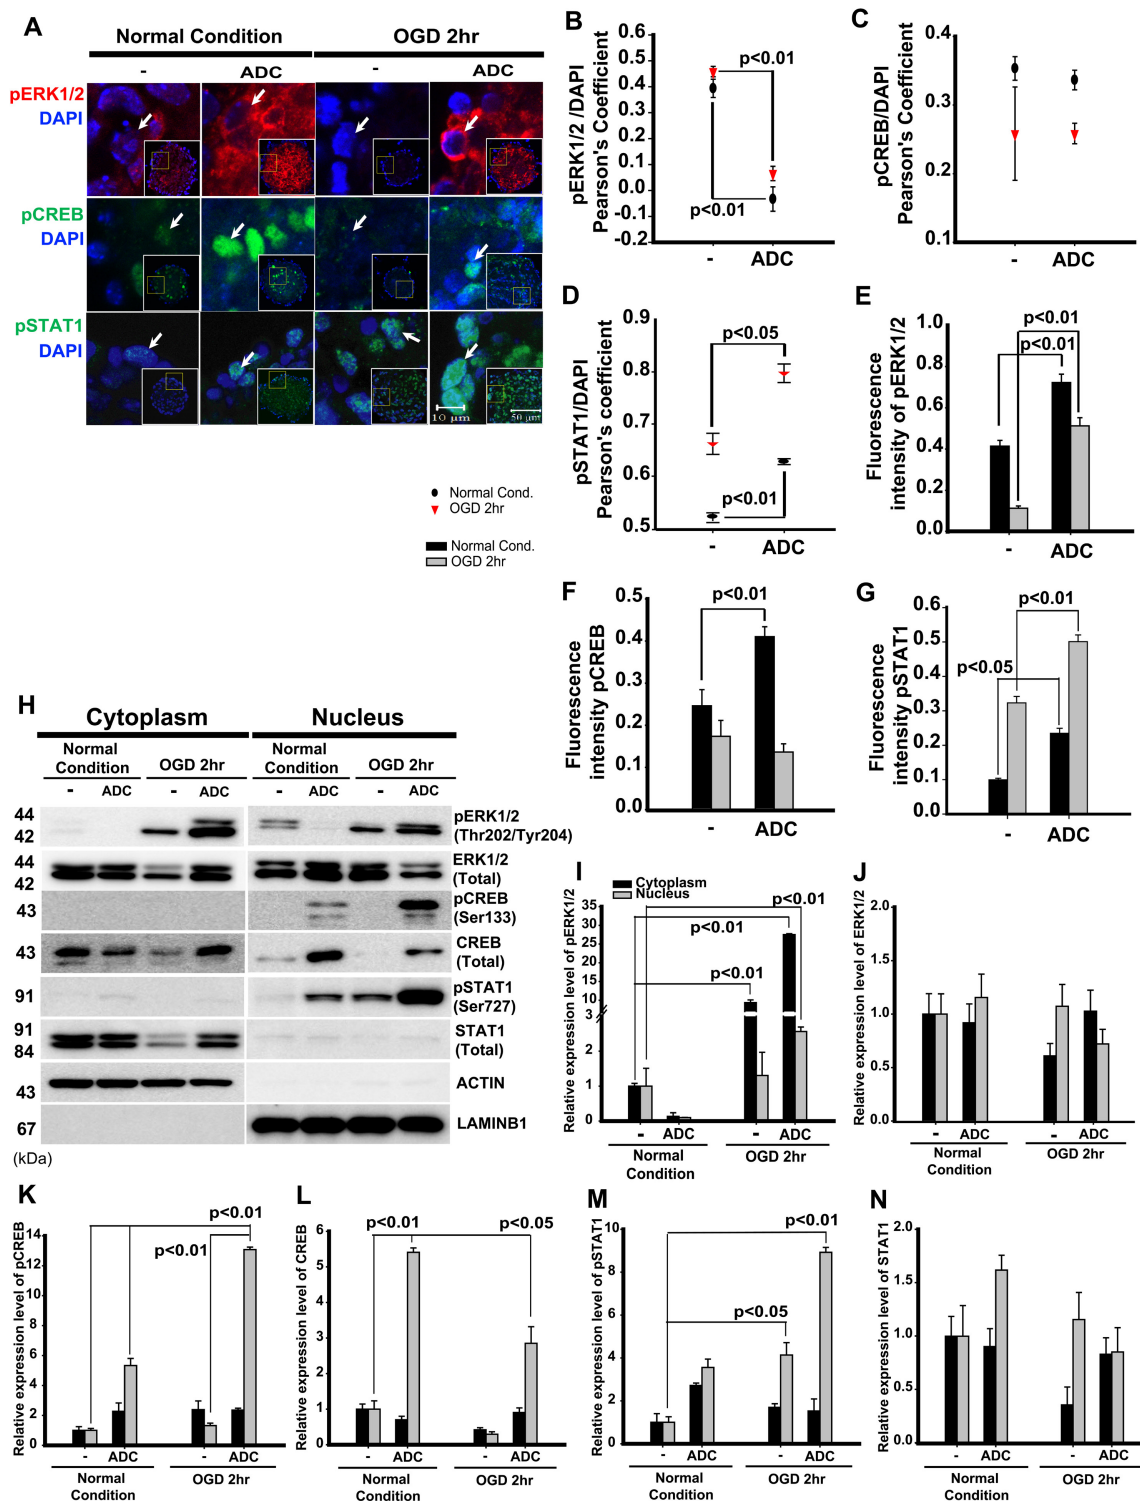 A
Normal Condition
OGD 2hr
-
ADC
-
ADC
pERK1/2
DAPI
pCREB
DAPI
pSTAT1
DAPI
10 μm
50 μm
Normal Cond.
OGD 2hr
Normal Cond.
OGD 2hr
B
pERK1/2 /DAPI
Pearson's Coefficient
0.6
0.5
0.4
0.3
0.2
0.1
0.0
-0.1
-0.2
p<0.01
p<0.01
-
ADC
C
pCREB/DAPI
Pearson's Coefficient
0.4
0.3
0.2
0.1
-
ADC
D
pSTAT1/DAPI
Pearson's coefficient
0.9
0.8
0.7
0.6
0.5
p<0.05
p<0.01
-
ADC
E
Fluorescence
intensity of pERK1/2
1.0
0.8
0.6
0.4
0.2
0.0
p<0.01
p<0.01
-
ADC
F
Fluorescence
intensity pCREB
0.5
0.4
0.3
0.2
0.1
0.0
p<0.01
-
ADC
G
Fluorescence
intensity pSTAT1
0.6
0.5
0.4
0.3
0.2
0.1
0.0
p<0.01
p<0.05
-
ADC
H
Cytoplasm
Nucleus
Normal
Condition
OGD 2hr
Normal
Condition
OGD 2hr
-
ADC
-
ADC
-
ADC
-
ADC
44
42
pERK1/2
(Thr202/Tyr204)
44
42
ERK1/2
(Total)
43
pCREB
(Ser133)
43
CREB
(Total)
91
pSTAT1
(Ser727)
91
84
STAT1
(Total)
43
ACTIN
67
LAMINB1
(kDa)
I
Cytoplasm
Nucleus
Relative expression level of pERK1/2
35
30
25
20
15
10
3
2
1
0
p<0.01
p<0.01
p<0.01
-
ADC
-
ADC
Normal
Condition
OGD 2hr
J
Relative expression level of ERK1/2
2.0
1.5
1.0
0.5
0.0
-
ADC
-
ADC
Normal
Condition
OGD 2hr
K
Relative expression level of pCREB
14
12
10
8
6
4
2
0
p<0.01
p<0.01
-
ADC
-
ADC
Normal
Condition
OGD 2hr
L
Relative expression level of CREB
6
5
4
3
2
1
0
p<0.01
p<0.05
-
ADC
-
ADC
Normal
Condition
OGD 2hr
M
Relative expression level of pSTAT1
10
8
6
4
2
0
p<0.01
p<0.05
-
ADC
-
ADC
Normal
Condition
OGD 2hr
N
Relative expression level of STAT1
2.0
1.5
1.0
0.5
0.0
-
ADC
-
ADC
Normal
Condition
OGD 2hr